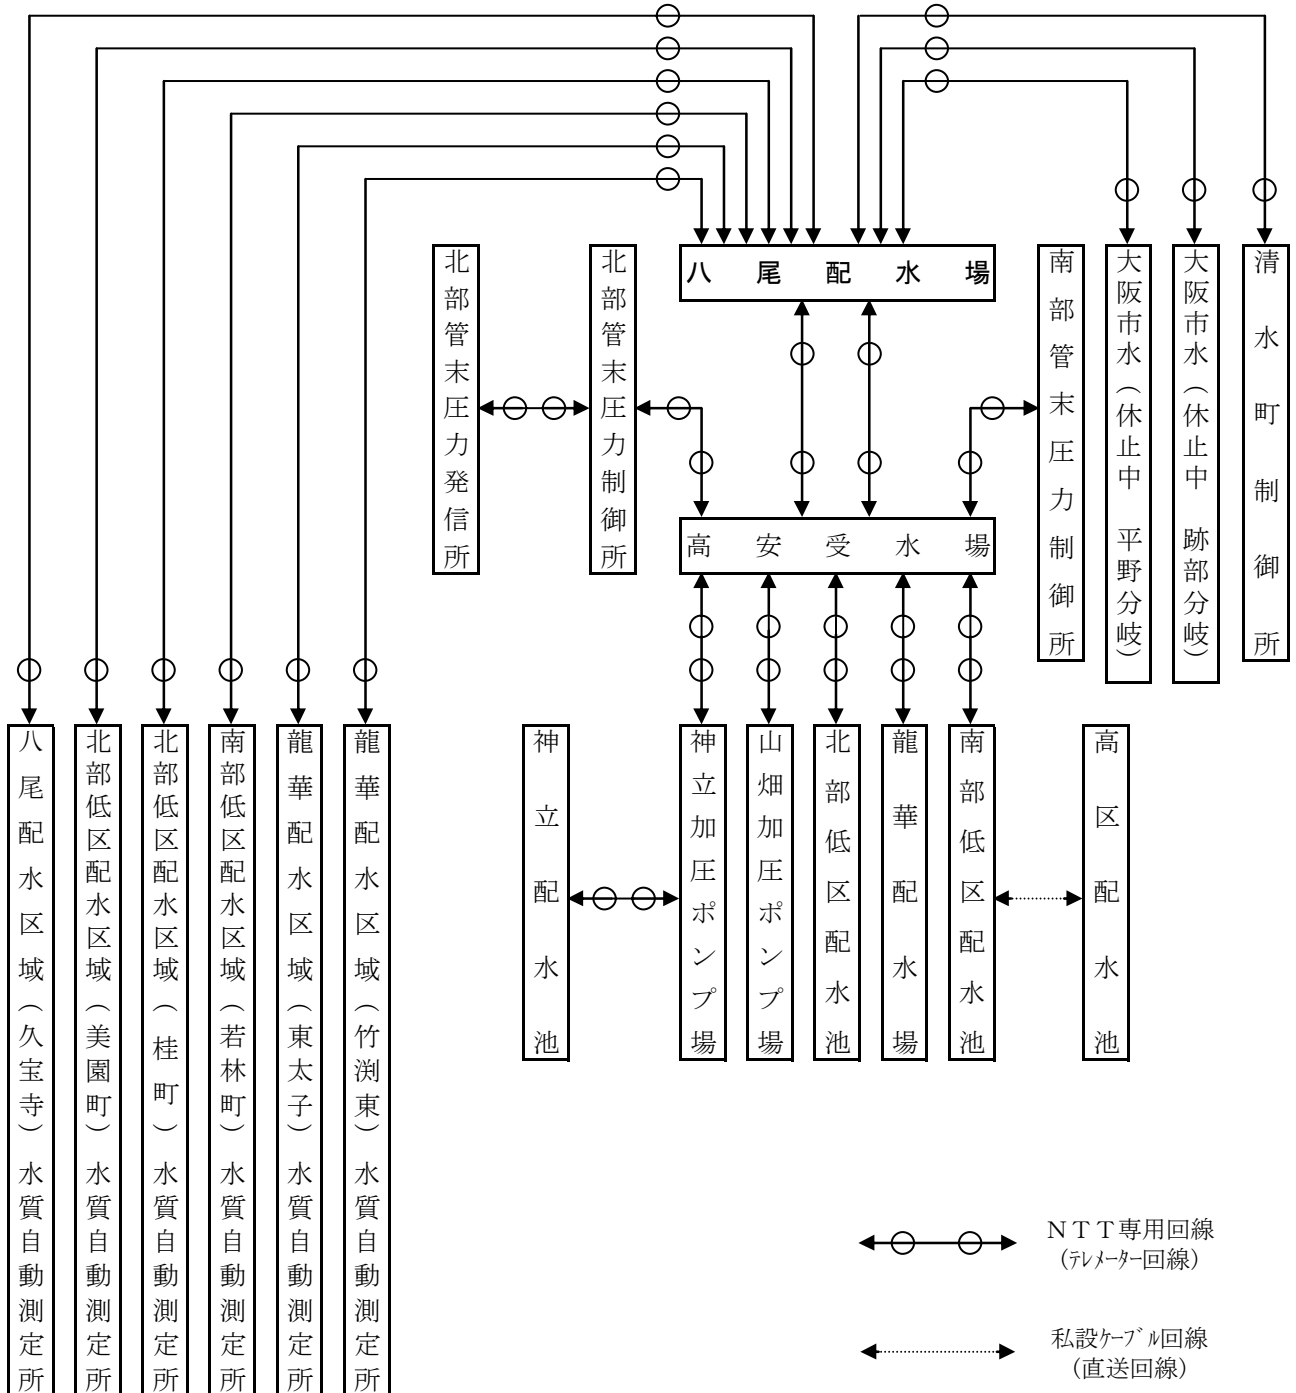 八尾配水場
北部管末圧力発信所
北部管末圧力制御所
南部管末圧力制御所
大阪市水（休止中　平野分岐）
大阪市水（休止中　跡部分岐）
清水町制御所
高安受水場
八尾配水区域（久宝寺）水質自動測定所
北部低区配水区域（美園町）水質自動測定所
北部低区配水区域（桂町）水質自動測定所
南部低区配水区域（若林町）水質自動測定所
龍華配水区域（東太子）水質自動測定所
龍華配水区域（竹渕東）水質自動測定所
神立配水池
神立加圧ポンプ場
山畑加圧ポンプ場
北部低区配水池
龍華配水場
南部低区配水池
高区配水池
ＮＴＴ専用回線
(ﾃﾚﾒｰﾀｰ回線)
私設ｹｰﾌﾞﾙ回線
(直送回線)